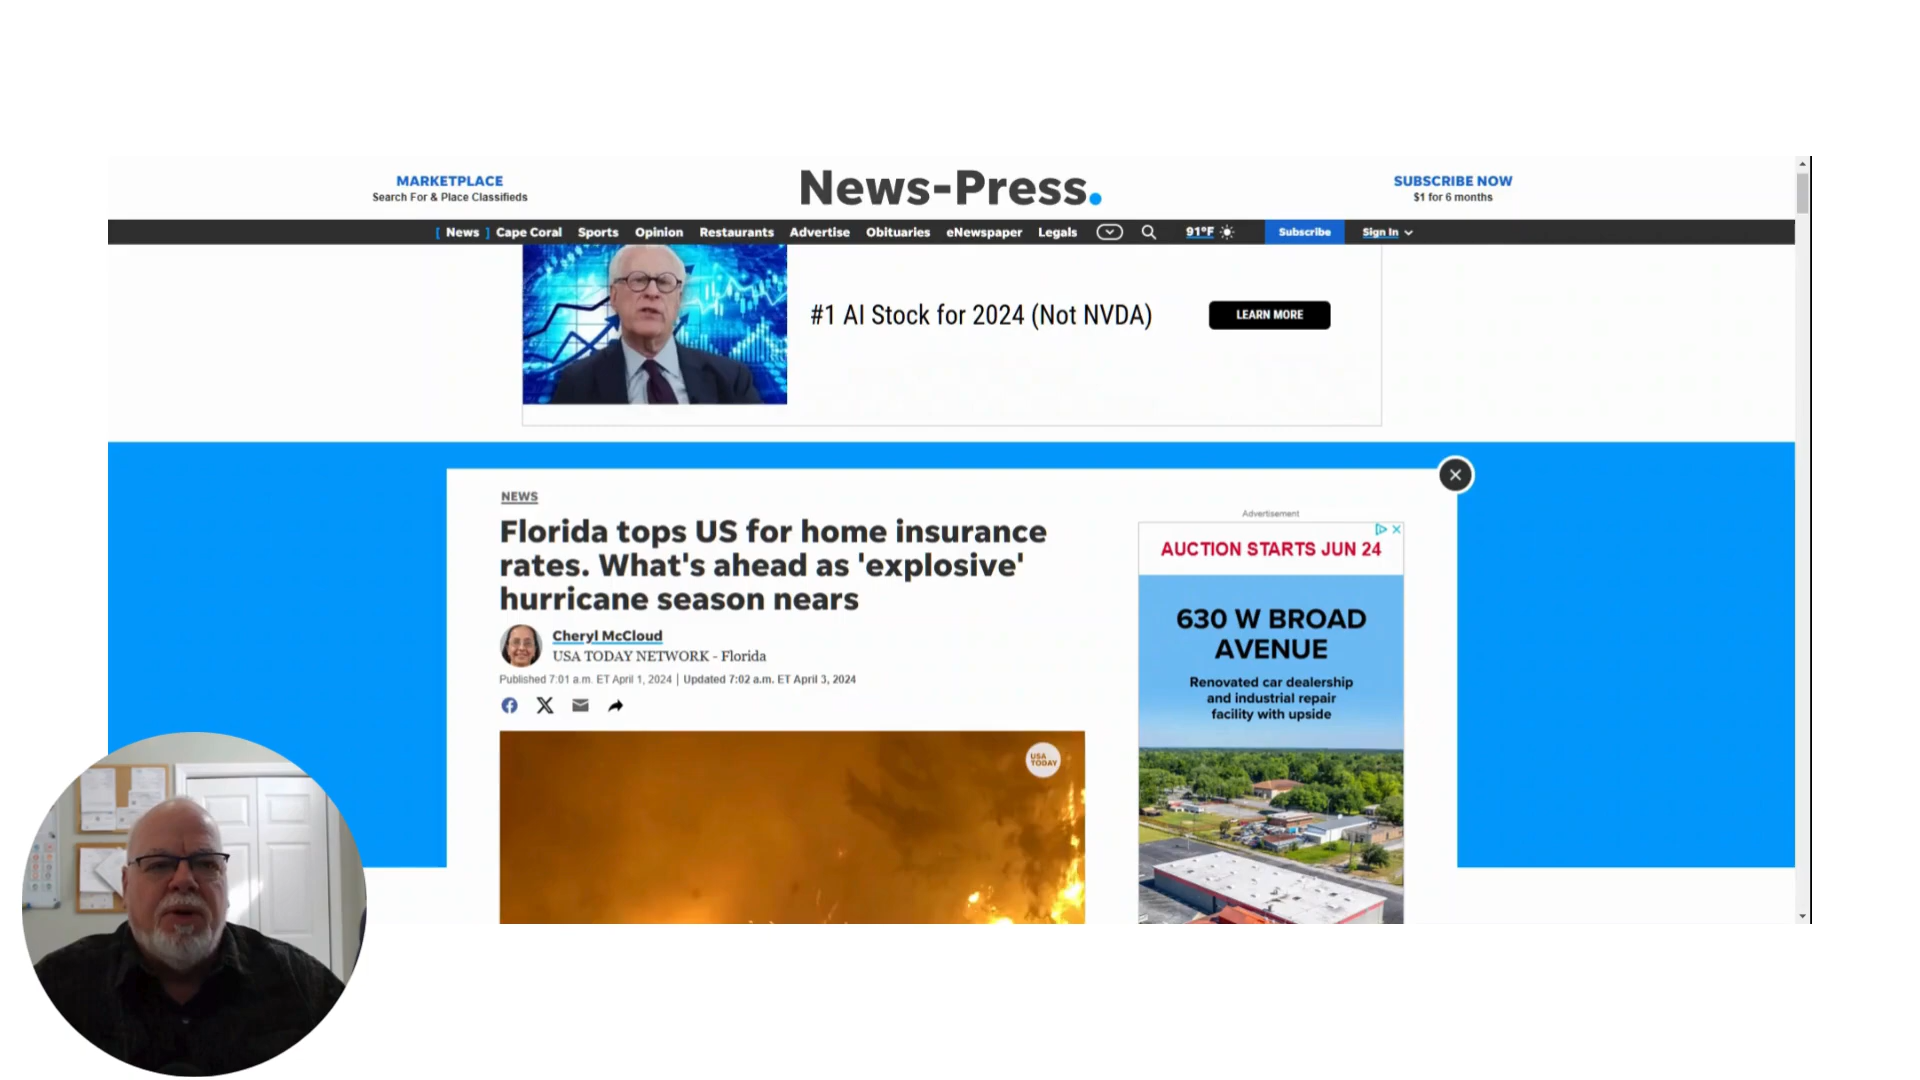 MARKETPLACE
Search For & Place Classifieds
News-Press.
SUBSCRIBE NOW
$1 for 6 months
[ News ] Cape Coral Sports Opinion Restaurants Advertise Obituaries eNewspaper Legals 91°F Subscribe Sign In
#1 AI Stock for 2024 (Not NVDA)
LEARN MORE
NEWS
Florida tops US for home insurance
rates. What's ahead as 'explosive'
hurricane season nears
Cheryl McCloud
USA TODAY NETWORK - Florida
Published 7:01 a.m. ET April 1, 2024 | Updated 7:02 a.m. ET April 3, 2024
USA
TODAY
Advertisement
AUCTION STARTS JUN 24
630 W BROAD
AVENUE
Renovated car dealership
and industrial repair
facility with upside